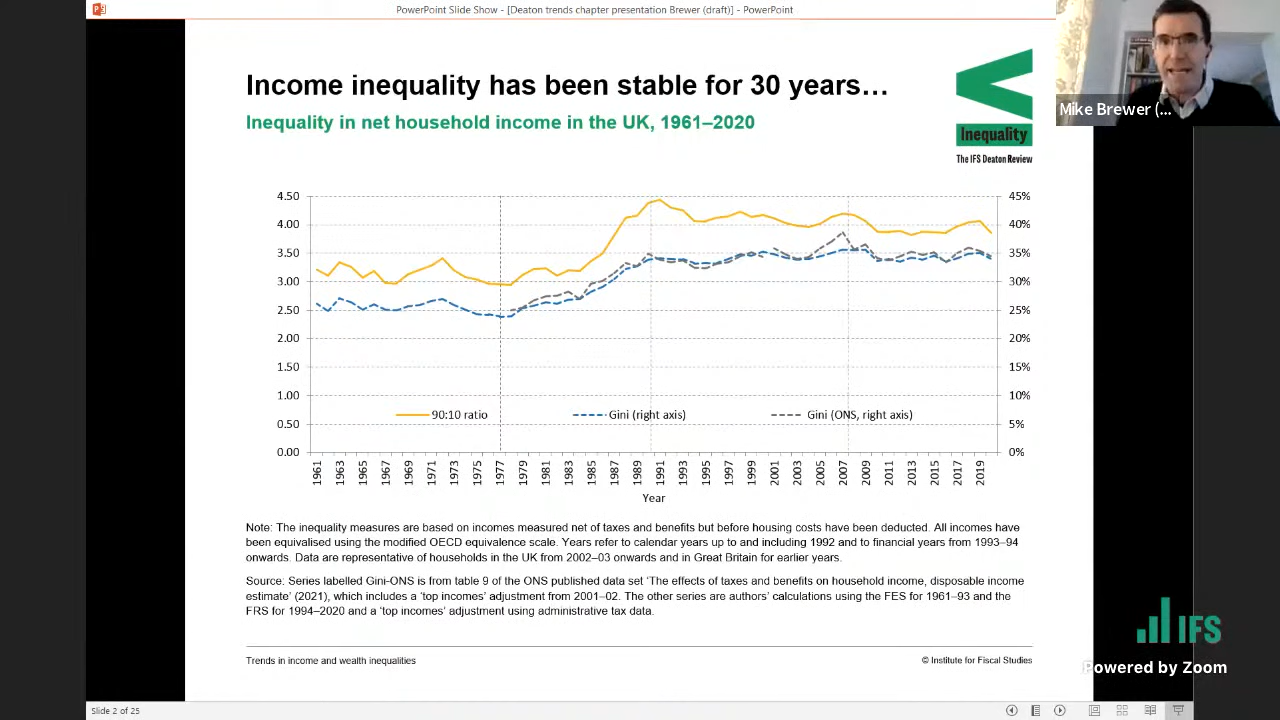 PowerPoint Slide Show - [Deaton trends chapter presentation Brewer (draft)] - PowerPoint
Mike Brewer (...
Income inequality has been stable for 30 years…
Inequality in net household income in the UK, 1961–2020
Inequality
The IFS Deaton Review
4.50
4.00
3.50
3.00
2.50
2.00
1.50
1.00
0.50
0.00
45%
40%
35%
30%
25%
20%
15%
10%
5%
0%
90:10 ratio
Gini (right axis)
Gini (ONS, right axis)
1961
1963
1965
1967
1969
1971
1973
1975
1977
1979
1981
1983
1985
1987
1989
1991
1993
1995
1997
1999
2001
2003
2005
2007
2009
2011
2013
2015
2017
2019
Year
Note: The inequality measures are based on incomes measured net of taxes and benefits but before housing costs have been deducted. All incomes have
been equivalised using the modified OECD equivalence scale. Years refer to calendar years up to and including 1992 and to financial years from 1993–94
onwards. Data are representative of households in the UK from 2002–03 onwards and in Great Britain for earlier years.
Source: Series labelled Gini-ONS is from table 9 of the ONS published data set ‘The effects of taxes and benefits on household income, disposable income
estimate’ (2021), which includes a ‘top incomes’ adjustment from 2001–02. The other series are authors’ calculations using the FES for 1961–93 and the
FRS for 1994–2020 and a ‘top incomes’ adjustment using administrative tax data.
Trends in income and wealth inequalities
© Institute for Fiscal Studies
IFS
Powered by Zoom
Slide 2 of 25